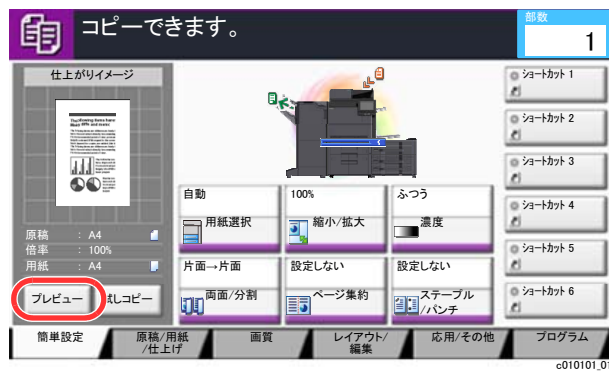 コピーできます。
部数
1
仕上がりイメージ
原稿 : A4
倍率 : 100%
用紙 : A4
プレビュー
試しコピー
自動
用紙選択
100%
縮小/拡大
ふつう
濃度
片面→片面
両面/分割
設定しない
ページ集約
設定しない
ステープル
/パンチ
ショートカット 1
ショートカット 2
ショートカット 3
ショートカット 4
ショートカット 5
ショートカット 6
簡単設定
原稿/用紙
/仕上げ
画質
レイアウト/
編集
応用/その他
プログラム
c010101_01